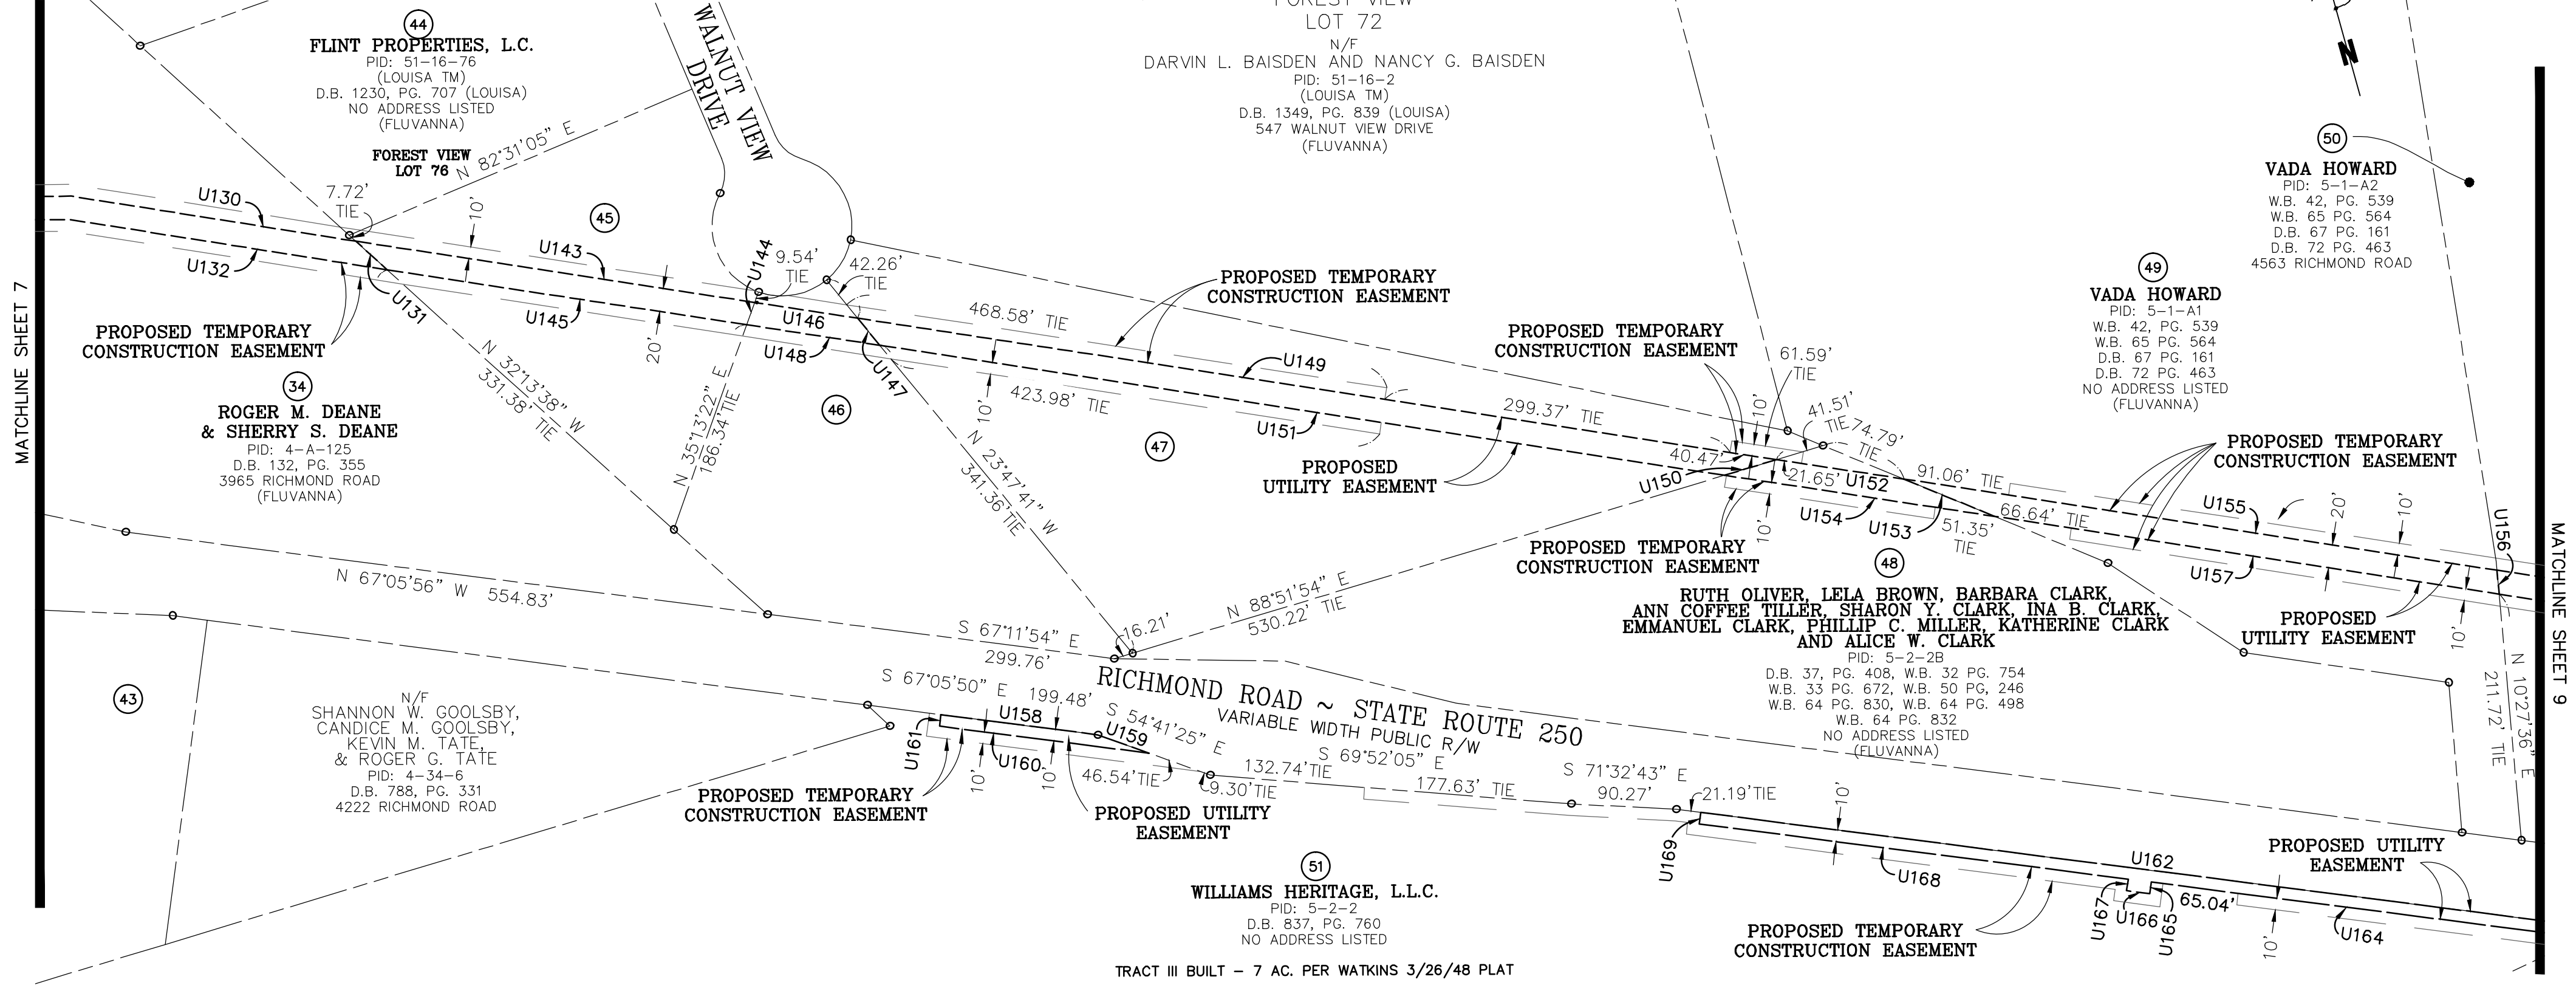 MATCHLINE SHEET 7
44
FLINT PROPERTIES, L.C.
PID: 51-16-76
(LOUISA TM)
D.B. 1230, PG. 707 (LOUISA)
NO ADDRESS LISTED
(FLUVANNA)
FOREST VIEW
LOT 76
N 82°31'05" E
WALNUT VIEW
DRIVE
FOREST VIEW
LOT 72
N/F
DARVIN L. BAISDEN AND NANCY G. BAISDEN
PID: 51-16-2
(LOUISA TM)
D.B. 1349, PG. 839 (LOUISA)
547 WALNUT VIEW DRIVE
(FLUVANNA)
N
50
VADA HOWARD
PID: 5-1-A2
W.B. 42, PG. 539
W.B. 65 PG. 564
D.B. 67 PG. 161
D.B. 72 PG. 463
4563 RICHMOND ROAD
49
VADA HOWARD
PID: 5-1-A1
W.B. 42, PG. 539
W.B. 65 PG. 564
D.B. 67 PG. 161
D.B. 72 PG. 463
NO ADDRESS LISTED
(FLUVANNA)
U130
7.72'
TIE
10'
45
U143
U132
U131
U145
20'
U144
9.54'
TIE
42.26'
TIE
U146
U148
U147
468.58' TIE
PROPOSED TEMPORARY
CONSTRUCTION EASEMENT
U149
10'
423.98' TIE
U151
299.37' TIE
PROPOSED TEMPORARY
CONSTRUCTION EASEMENT
PROPOSED TEMPORARY
CONSTRUCTION EASEMENT
34
ROGER M. DEANE
& SHERRY S. DEANE
PID: 4-A-125
D.B. 132, PG. 355
3965 RICHMOND ROAD
(FLUVANNA)
N 32°13'38" W
331.38' TIE
N 35°13'22" E
186.34' TIE
46
N 23°47'41" W
341.36' TIE
47
PROPOSED
UTILITY EASEMENT
10'
61.59'
TIE
41.51'
TIE
74.79'
TIE
40.47'
U150
21.65'
U152
91.06' TIE
10'
U154
U153
51.35'
TIE
66.64' TIE
PROPOSED TEMPORARY
CONSTRUCTION EASEMENT
PROPOSED TEMPORARY
CONSTRUCTION EASEMENT
U155
20'
10'
U156
U157
PROPOSED
UTILITY EASEMENT
10'
N 10°27'36" E
211.72' TIE
MATCHLINE SHEET 9
48
RUTH OLIVER, LELA BROWN, BARBARA CLARK,
ANN COFFEE TILLER, SHARON Y. CLARK, INA B. CLARK,
EMMANUEL CLARK, PHILLIP C. MILLER, KATHERINE CLARK
AND ALICE W. CLARK
PID: 5-2-2B
D.B. 37, PG. 408, W.B. 32 PG. 754
W.B. 33 PG. 672, W.B. 50 PG, 246
W.B. 64 PG. 830, W.B. 64 PG. 498
W.B. 64 PG. 832
NO ADDRESS LISTED
(FLUVANNA)
N 67°05'56" W 554.83'
S 67°11'54" E
299.76'
16.21'
N 88°51'54" E
530.22' TIE
RICHMOND ROAD ~ STATE ROUTE 250
VARIABLE WIDTH PUBLIC R/W
43
N/F
SHANNON W. GOOLSBY,
CANDICE M. GOOLSBY,
KEVIN M. TATE,
& ROGER G. TATE
PID: 4-34-6
D.B. 788, PG. 331
4222 RICHMOND ROAD
S 67°05'50" E 199.48'
U158
S 54°41'25" E
U159
U161
U160
10'
10'
46.54'TIE
9.30'TIE
132.74'TIE
S 69°52'05" E
177.63' TIE
S 71°32'43" E
90.27'
21.19'TIE
10'
PROPOSED TEMPORARY
CONSTRUCTION EASEMENT
PROPOSED UTILITY
EASEMENT
51
WILLIAMS HERITAGE, L.L.C.
PID: 5-2-2
D.B. 837, PG. 760
NO ADDRESS LISTED
TRACT III BUILT - 7 AC. PER WATKINS 3/26/48 PLAT
U169
U168
U162
PROPOSED UTILITY
EASEMENT
PROPOSED TEMPORARY
CONSTRUCTION EASEMENT
U167
U166
U165
65.04'
10'
U164